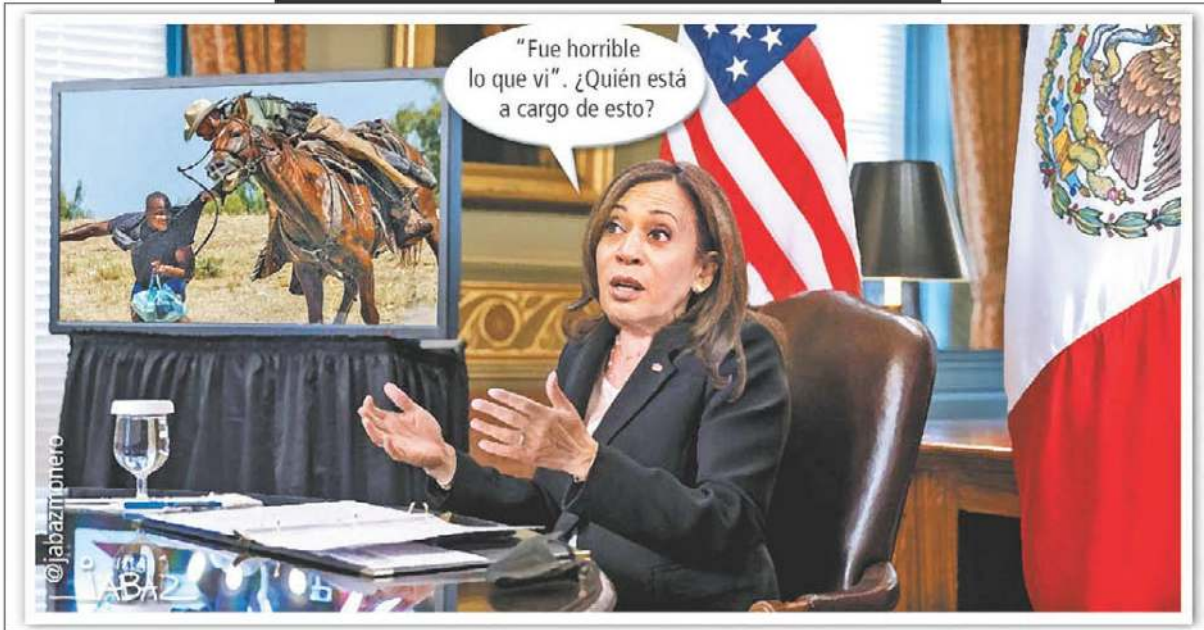 "Fue horrible
lo que vi". ¿Quién está
a cargo de esto?
@jabazmonero
JABAZ